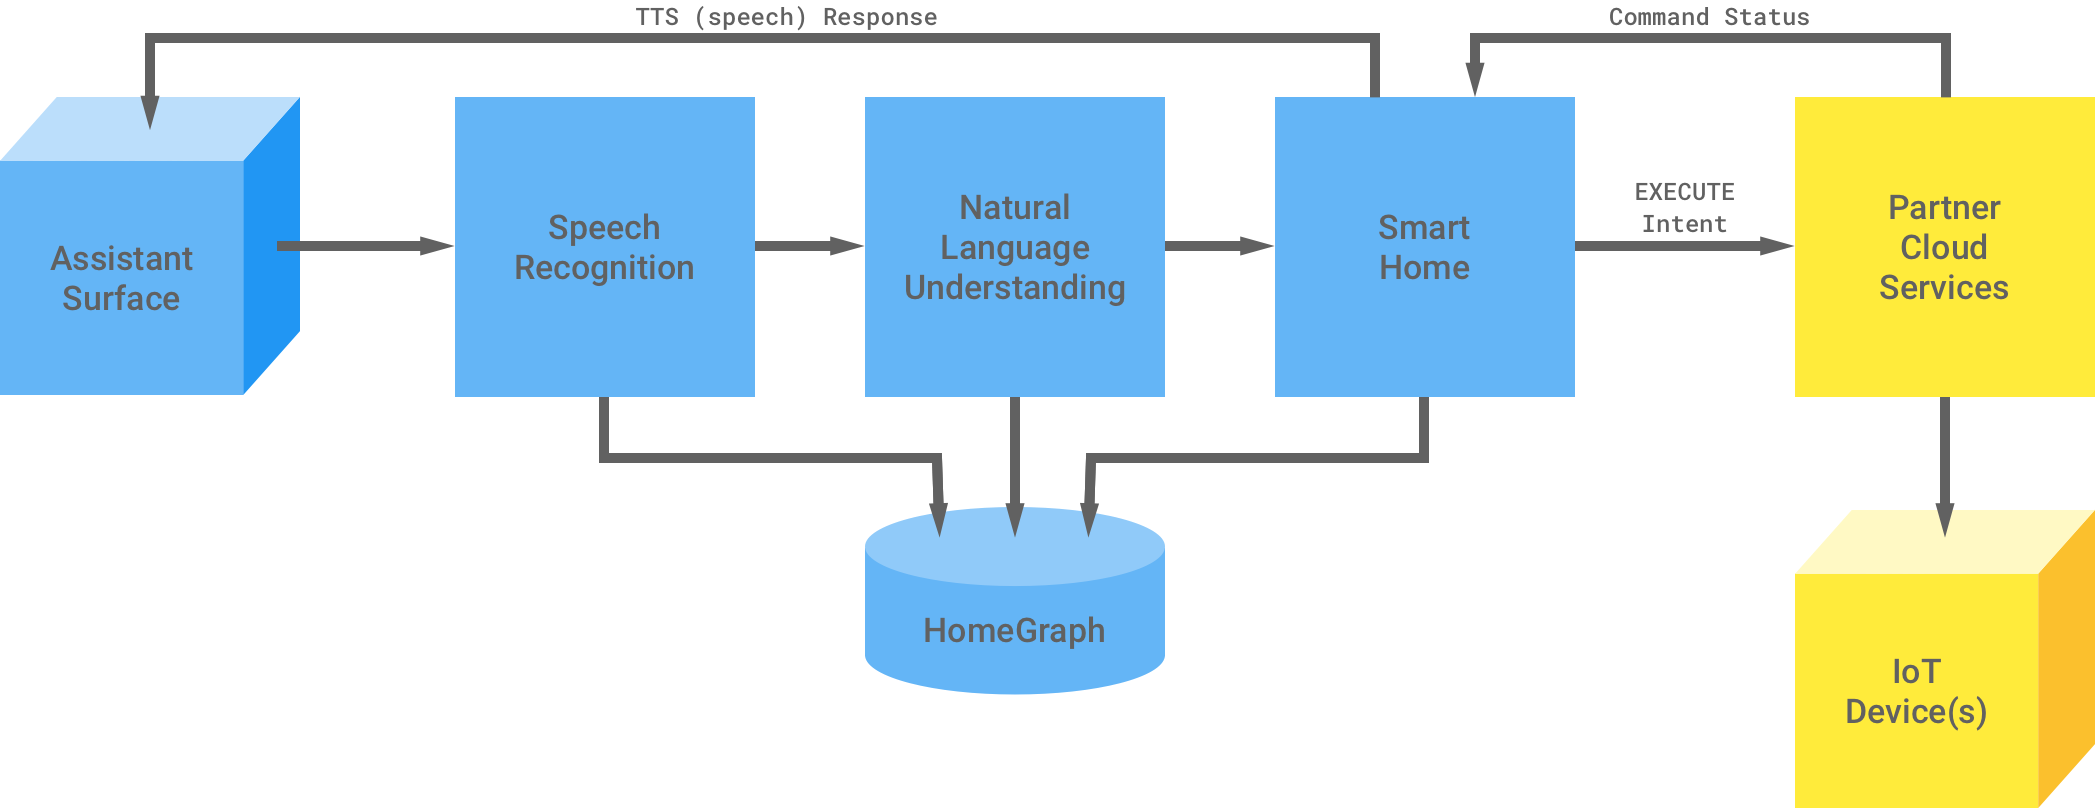 TTS (speech) Response
Command Status
Assistant
Surface
Speech
Recognition
Natural
Language
Understanding
Smart
Home
EXECUTE
Intent
Partner
Cloud
Services
HomeGraph
IoT
Device(s)